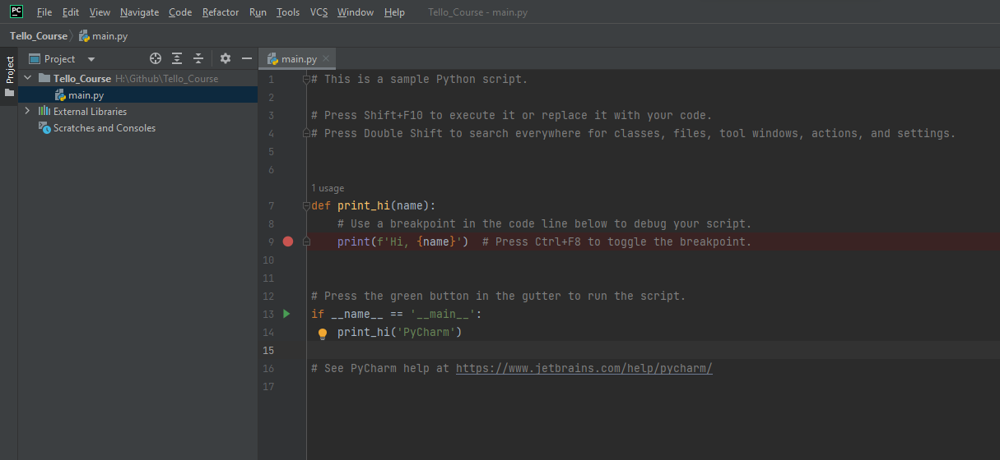 PC File Edit View Navigate Code Refactor Run Tools VCS Window Help Tello_Course - main.py
Tello_Course main.py
Project
Project
main.py
Tello_Course H:\Github\Tello_Course
main.py
External Libraries
Scratches and Consoles
1 # This is a sample Python script.
2
3 # Press Shift+F10 to execute it or replace it with your code.
4 # Press Double Shift to search everywhere for classes, files, tool windows, actions, and settings.
5
6
1 usage
7 def print_hi(name):
8     # Use a breakpoint in the code line below to debug your script.
9     print(f'Hi, {name}')  # Press Ctrl+F8 to toggle the breakpoint.
10
11
12 # Press the green button in the gutter to run the script.
13 if __name__ == '__main__':
14     print_hi('PyCharm')
15
16 # See PyCharm help at https://www.jetbrains.com/help/pycharm/
17